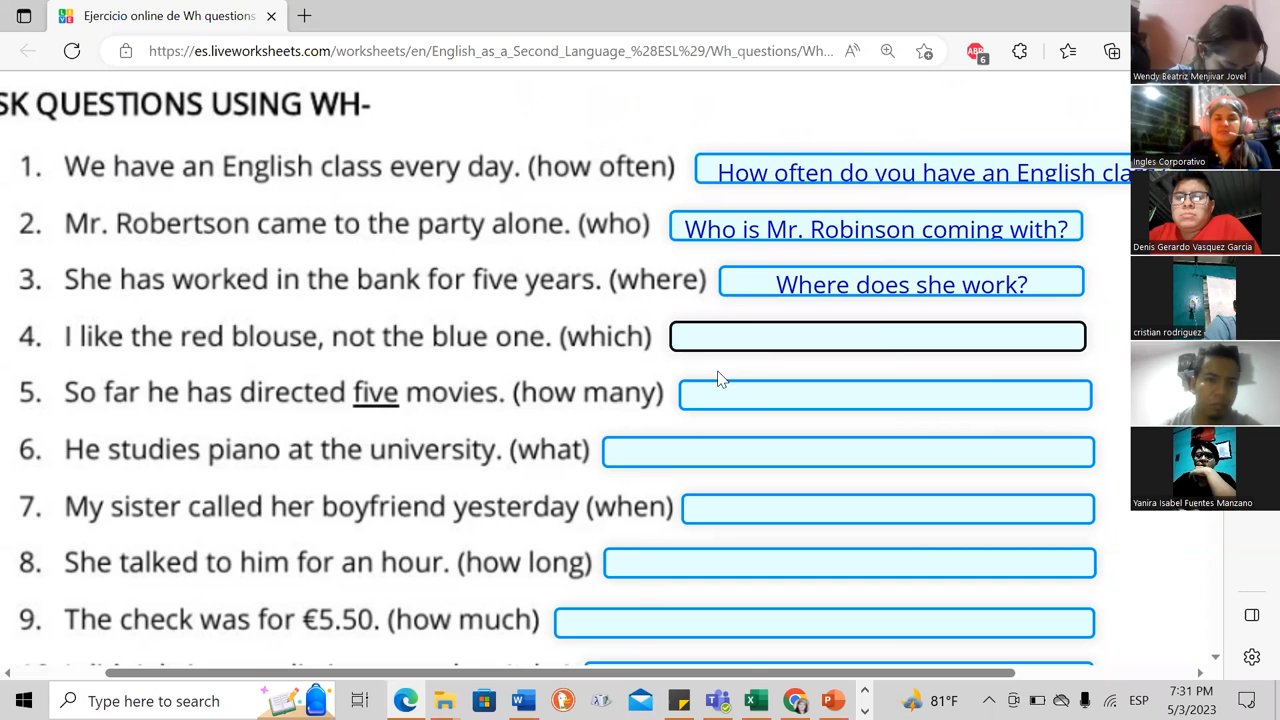 Ejercicio online de Wh questions
https://es.liveworksheets.com/worksheets/en/English_as_a_Second_Language_%28ESL%29/Wh_questions/Wh...
6
SK QUESTIONS USING WH-
1. We have an English class every day. (how often) How often do you have an English cla
2. Mr. Robertson came to the party alone. (who) Who is Mr. Robinson coming with?
3. She has worked in the bank for five years. (where) Where does she work?
4. I like the red blouse, not the blue one. (which)
5. So far he has directed five movies. (how many)
6. He studies piano at the university. (what)
7. My sister called her boyfriend yesterday (when)
8. She talked to him for an hour. (how long)
9. The check was for €5.50. (how much)
Wendy Beatriz Menjivar Jovel
Ingles Corporativo
Denis Gerardo Vasquez Garcia
cristian rodriguez
Yanira Isabel Fuentes Manzano
Type here to search
81°F
ESP
7:31 PM
5/3/2023